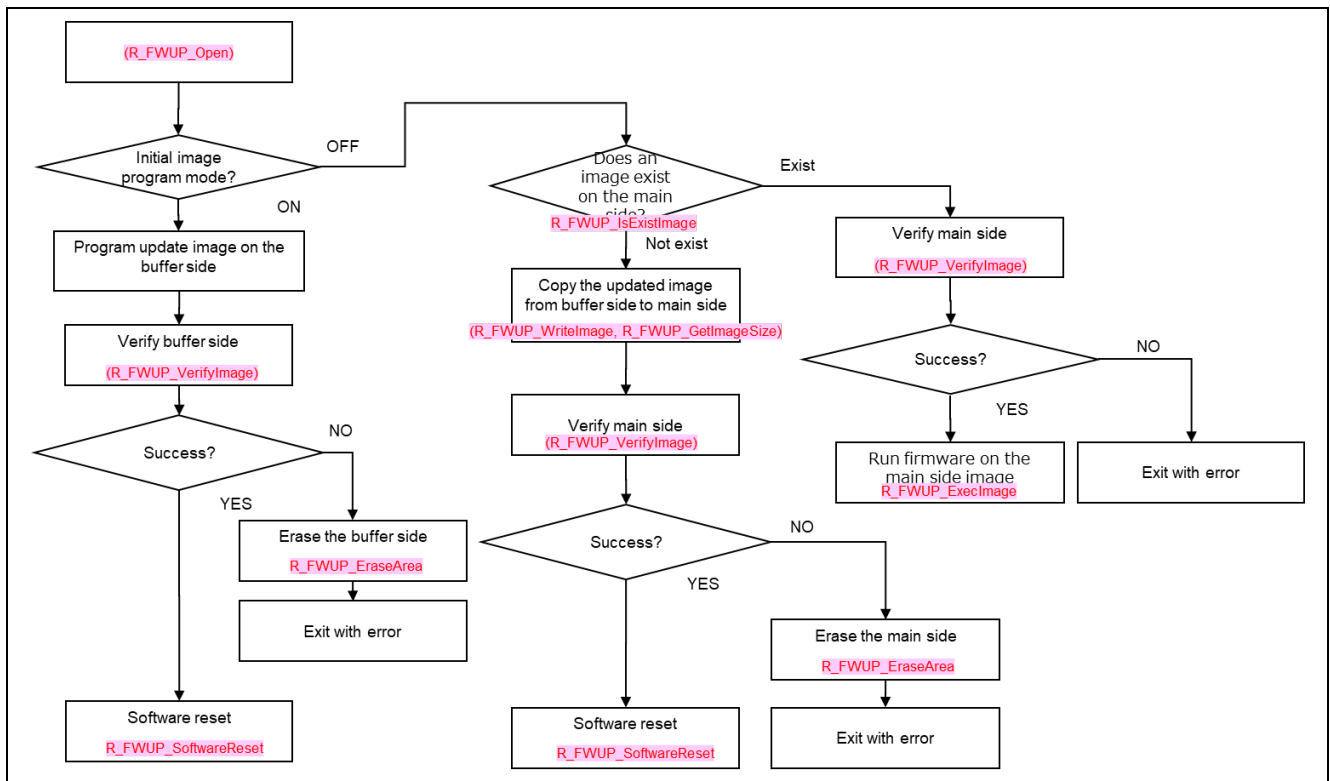 (R_FWUP_Open)
Initial image
program mode?
OFF
ON
Program update image on the
buffer side
Verify buffer side
(R_FWUP_VerifyImage)
Success?
NO
YES
Erase the buffer side
R_FWUP_EraseArea
Exit with error
Software reset
R_FWUP_SoftwareReset
Does an
image exist
on the main
side?
R_FWUP_IsExistImage
Exist
Not exist
Copy the updated image
from buffer side to main side
(R_FWUP_WriteImage, R_FWUP_GetImageSize)
Verify main side
(R_FWUP_VerifyImage)
Success?
NO
YES
Erase the main side
R_FWUP_EraseArea
Exit with error
Software reset
R_FWUP_SoftwareReset
Verify main side
(R_FWUP_VerifyImage)
Success?
NO
YES
Run firmware on the
main side image
R_FWUP_ExecImage
Exit with error